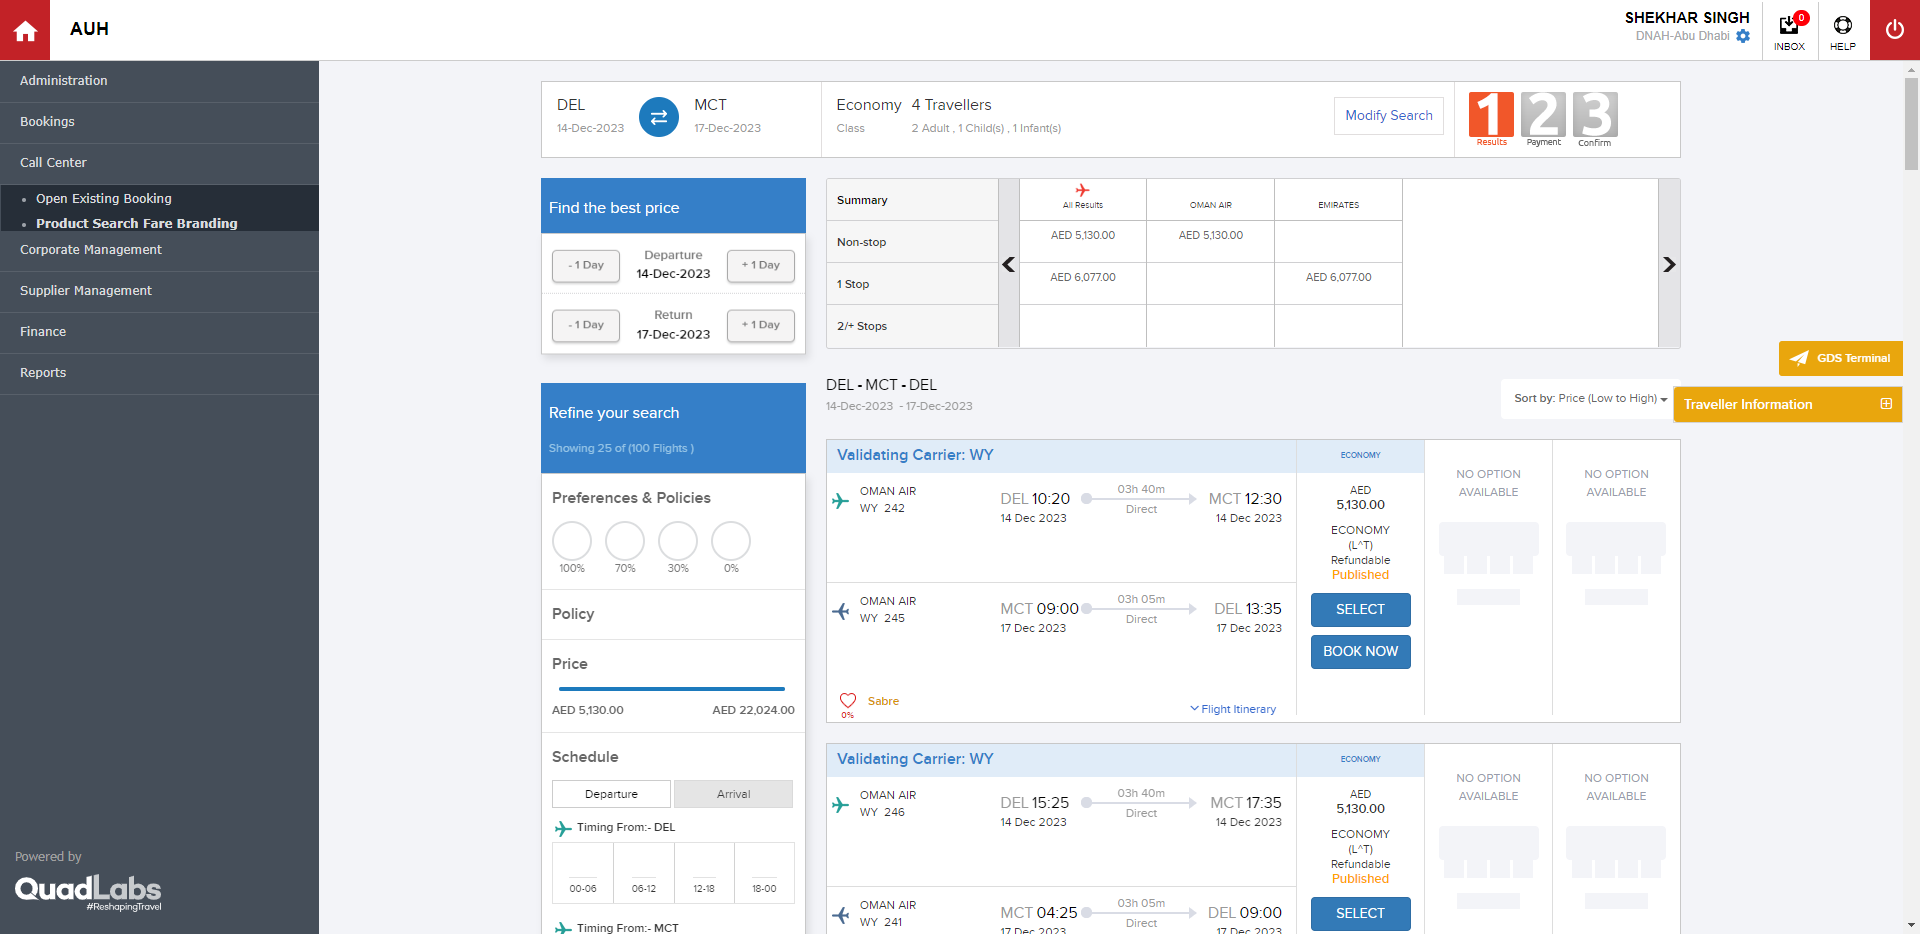 AUH
SHEKHAR SINGH
DNAH-Abu Dhabi
0
INBOX
HELP
Administration
Bookings
Call Center
Open Existing Booking
Product Search Fare Branding
Corporate Management
Supplier Management
Finance
Reports
Powered by
QuadLabs
#ReshapingTravel
DEL
14-Dec-2023
MCT
17-Dec-2023
Economy
Class
4 Travellers
2 Adult , 1 Child(s) , 1 Infant(s)
Modify Search
1 2 3
Results Payment Confirm
Find the best price
- 1 Day
Departure
14-Dec-2023
+ 1 Day
- 1 Day
Return
17-Dec-2023
+ 1 Day
Summary All Results OMAN AIR EMIRATES
Non-stop AED 5,130.00 AED 5,130.00
1 Stop AED 6,077.00 AED 6,077.00
2/+ Stops
GDS Terminal
Traveller Information
DEL - MCT - DEL
14-Dec-2023 - 17-Dec-2023
Sort by: Price (Low to High)
Refine your search
Showing 25 of (100 Flights )
Preferences & Policies
100% 70% 30% 0%
Policy
Price
AED 5,130.00 AED 22,024.00
Schedule
Departure Arrival
Timing From:- DEL
00-06 06-12 12-18 18-00
Timing From:- MCT
Validating Carrier: WY
OMAN AIR
WY 242
DEL 10:20
14 Dec 2023
03h 40m
Direct
MCT 12:30
14 Dec 2023
OMAN AIR
WY 245
MCT 09:00
17 Dec 2023
03h 05m
Direct
DEL 13:35
17 Dec 2023
0%
Sabre
Flight Itinerary
ECONOMY
AED
5,130.00
ECONOMY
(L^T)
Refundable
Published
SELECT
BOOK NOW
NO OPTION
AVAILABLE
NO OPTION
AVAILABLE
Validating Carrier: WY
OMAN AIR
WY 246
DEL 15:25
14 Dec 2023
03h 40m
Direct
MCT 17:35
14 Dec 2023
OMAN AIR
WY 241
MCT 04:25
17 Dec 2023
03h 05m
Direct
DEL 09:00
17 Dec 2023
ECONOMY
AED
5,130.00
ECONOMY
(L^T)
Refundable
Published
SELECT
NO OPTION
AVAILABLE
NO OPTION
AVAILABLE